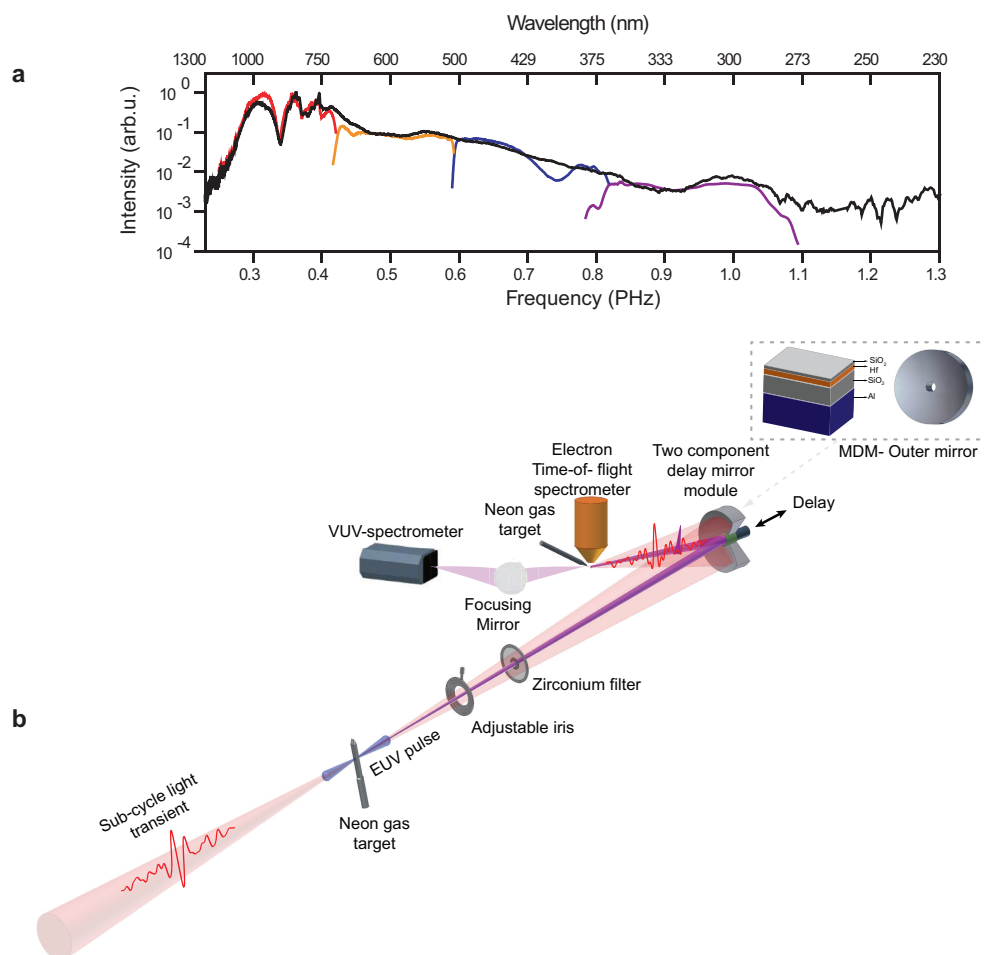 Wavelength (nm)
1300 1000 750 600 500 429 375 333 300 273 250 230
a
10⁰
10⁻¹
10⁻²
10⁻³
10⁻⁴
Intensity (arb.u.)
0.3 0.4 0.5 0.6 0.7 0.8 0.9 1.0 1.1 1.2 1.3
Frequency (PHz)
SiO₂
Hf
SiO₂
Al
MDM- Outer mirror
Electron
Time-of- flight
spectrometer
Two component
delay mirror
module
Neon gas
target
Delay
VUV-spectrometer
Focusing
Mirror
Zirconium filter
Adjustable iris
b
EUV pulse
Neon gas
target
Sub-cycle light
transient